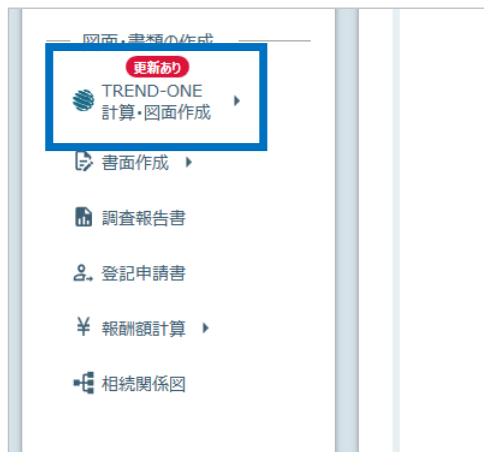 図面・書類の作成
更新あり
TREND-ONE
計算・図面作成
書面作成
調査報告書
登記申請書
報酬額計算
相続関係図